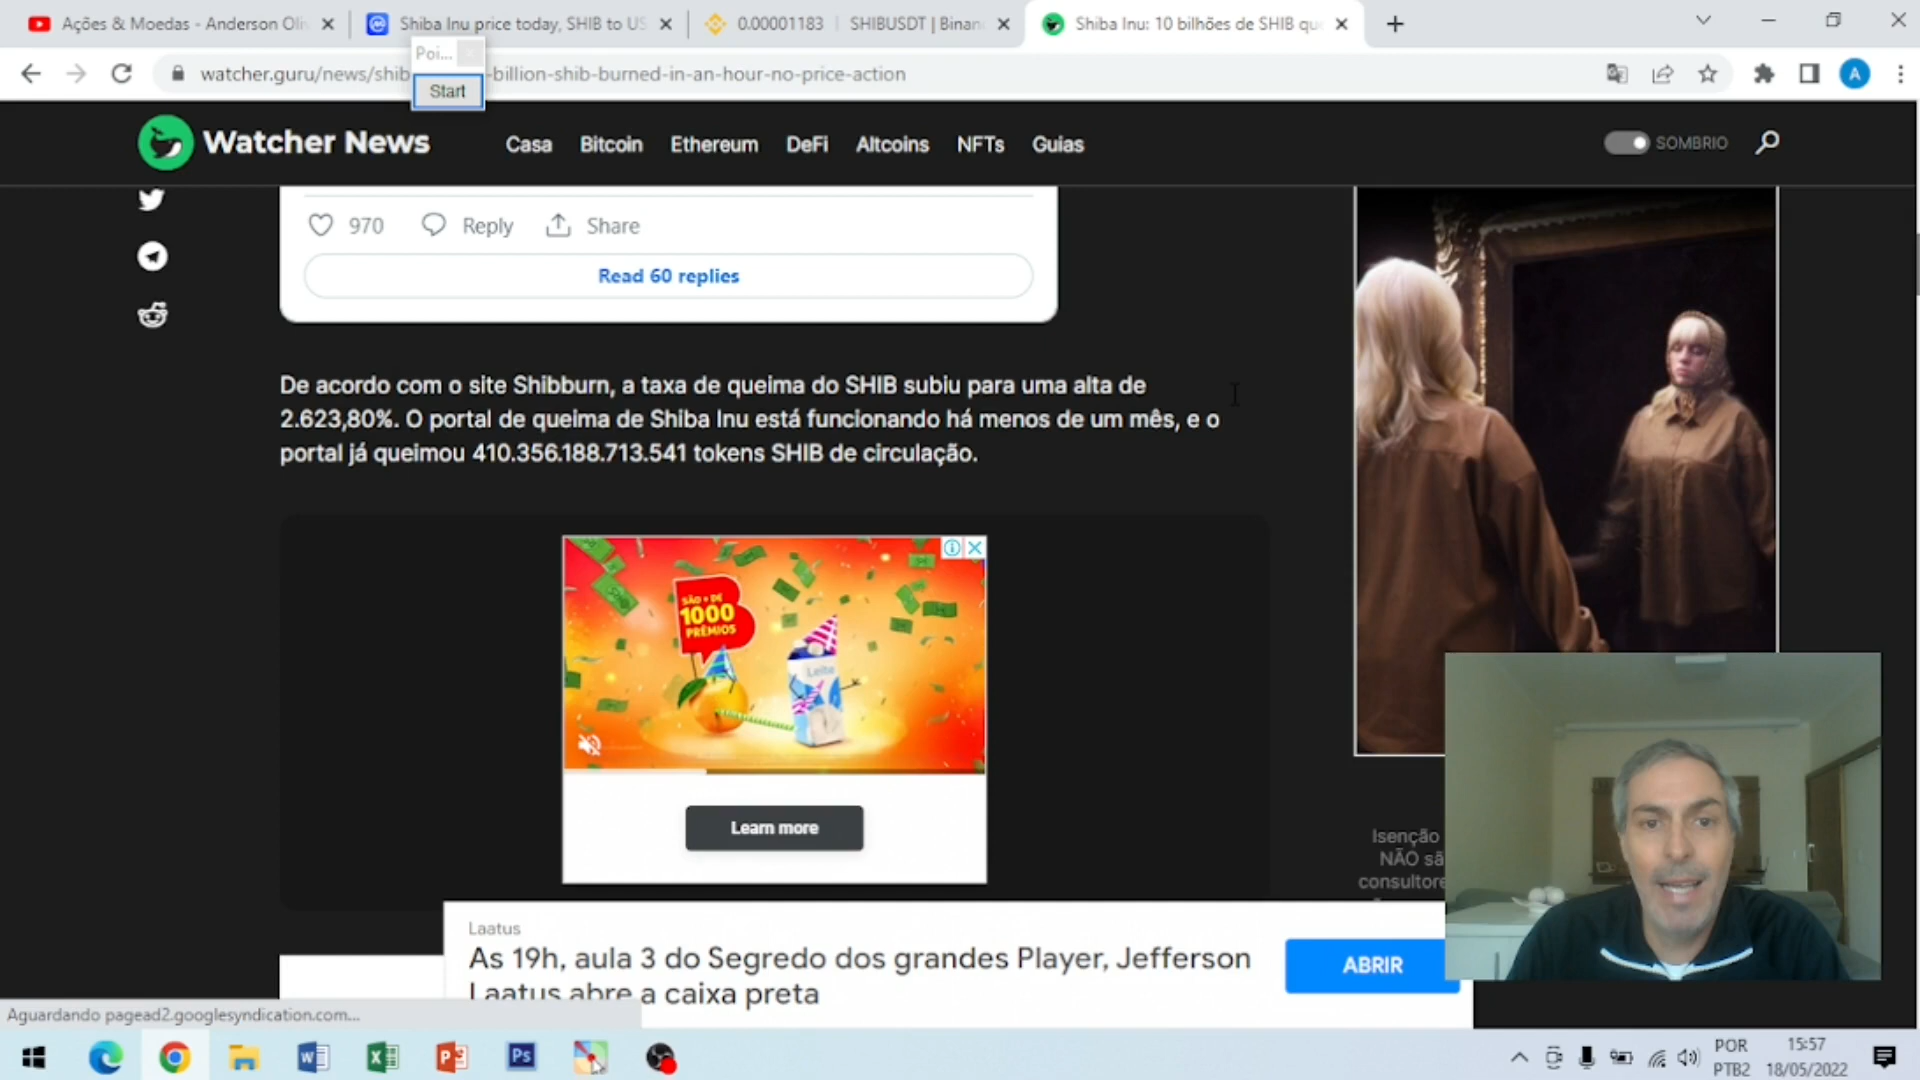 Ações & Moedas - Anderson Oli
Shiba Inu price today, SHIB to US
0.00001183 | SHIBUSDT | Binan
Shiba Inu: 10 bilhões de SHIB que
Poi...
Start
watcher.guru/news/shib
-billion-shib-burned-in-an-hour-no-price-action
A
Watcher News
Casa
Bitcoin
Ethereum
DeFi
Altcoins
NFTs
Guias
SOMBRIO
970
Reply
Share
Read 60 replies
De acordo com o site Shibburn, a taxa de queima do SHIB subiu para uma alta de
2.623,80%. O portal de queima de Shiba Inu está funcionando há menos de um mês, e o
portal já queimou 410.356.188.713.541 tokens SHIB de circulação.
SÃO + DE
1000
PRÊMIOS
Leite
Learn more
Isenção
NÃO sã
consultore
Laatus
As 19h, aula 3 do Segredo dos grandes Player, Jefferson
Laatus abre a caixa preta
ABRIR
Aguardando pagead2.googlesyndication.com...
Ps
POR
PTB2
15:57
18/05/2022